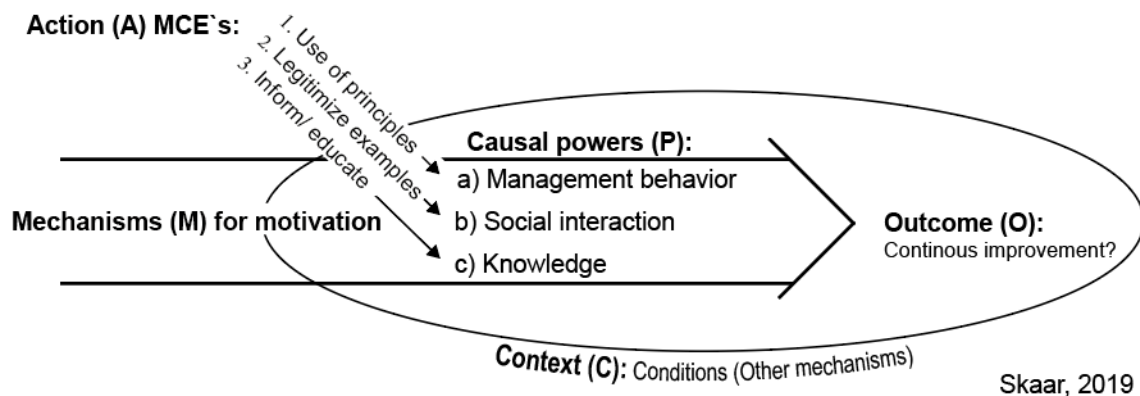 Action (A) MCE`s:
1. Use of principles
2. Legitimize examples
3. Inform/ educate
Causal powers (P):
a) Management behavior
Mechanisms (M) for motivation
b) Social interaction
c) Knowledge
Outcome (O):
Continous improvement?
Context (C): Conditions (Other mechanisms)
Skaar, 2019